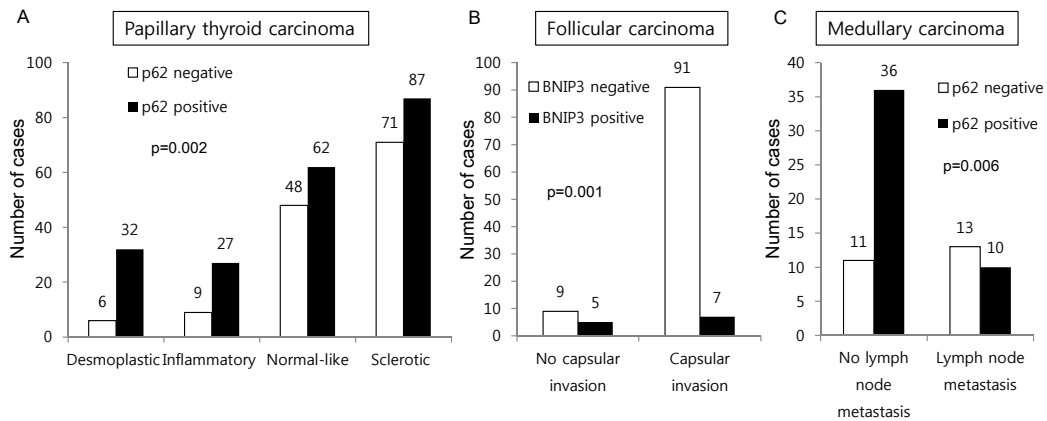 A
Papillary thyroid carcinoma
p62 negative
p62 positive
p=0.002
Number of cases
100
80
60
40
20
0
6
32
9
27
48
62
71
87
Desmoplastic
Inflammatory
Normal-like
Sclerotic
B
Follicular carcinoma
BNIP3 negative
BNIP3 positive
p=0.001
Number of cases
100
90
80
70
60
50
40
30
20
10
0
9
5
91
7
No capsular
invasion
Capsular
invasion
C
Medullary carcinoma
p62 negative
p62 positive
p=0.006
Number of cases
40
35
30
25
20
15
10
5
0
11
36
13
10
No lymph
node
metastasis
Lymph node
metastasis